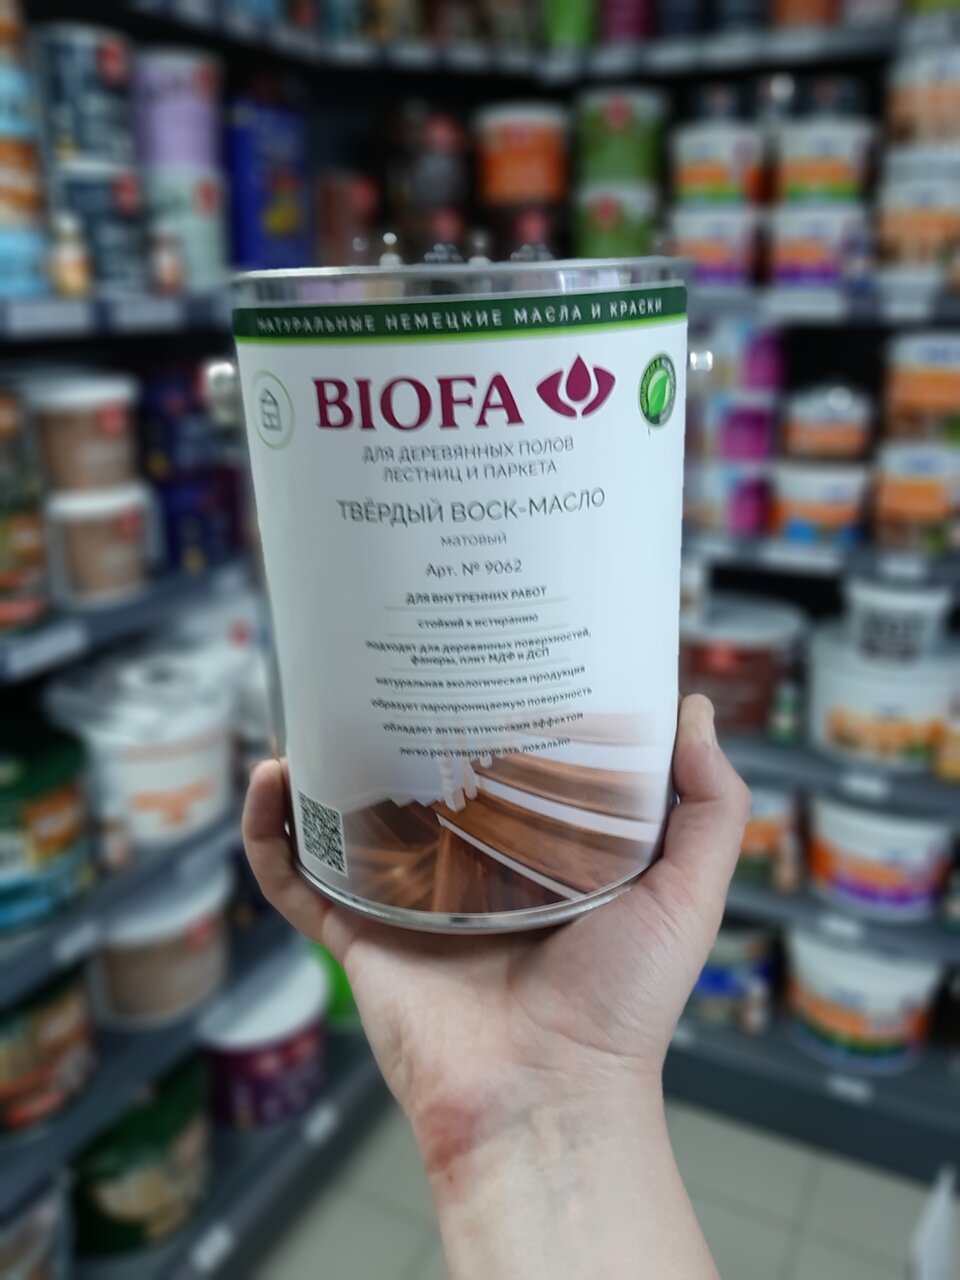 НАТУРАЛЬНЫЕ НЕМЕЦКИЕ МАСЛА И КРАСКИ
BIOFA
ДЛЯ ДЕРЕВЯННЫХ ПОЛОВ
ЛЕСТНИЦ И ПАРКЕТА
ТВЁРДЫЙ ВОСК-МАСЛО
матовый
Арт. № 9062
ДЛЯ ВНУТРЕННИХ РАБОТ
стойкий к истиранию
подходит для деревянных поверхностей,
фанеры, плит МДФ и ДСП
натуральная экологическая продукция
образует паропроницаемую поверхность
обладает антистатическим эффектом
легко реставрировать локально